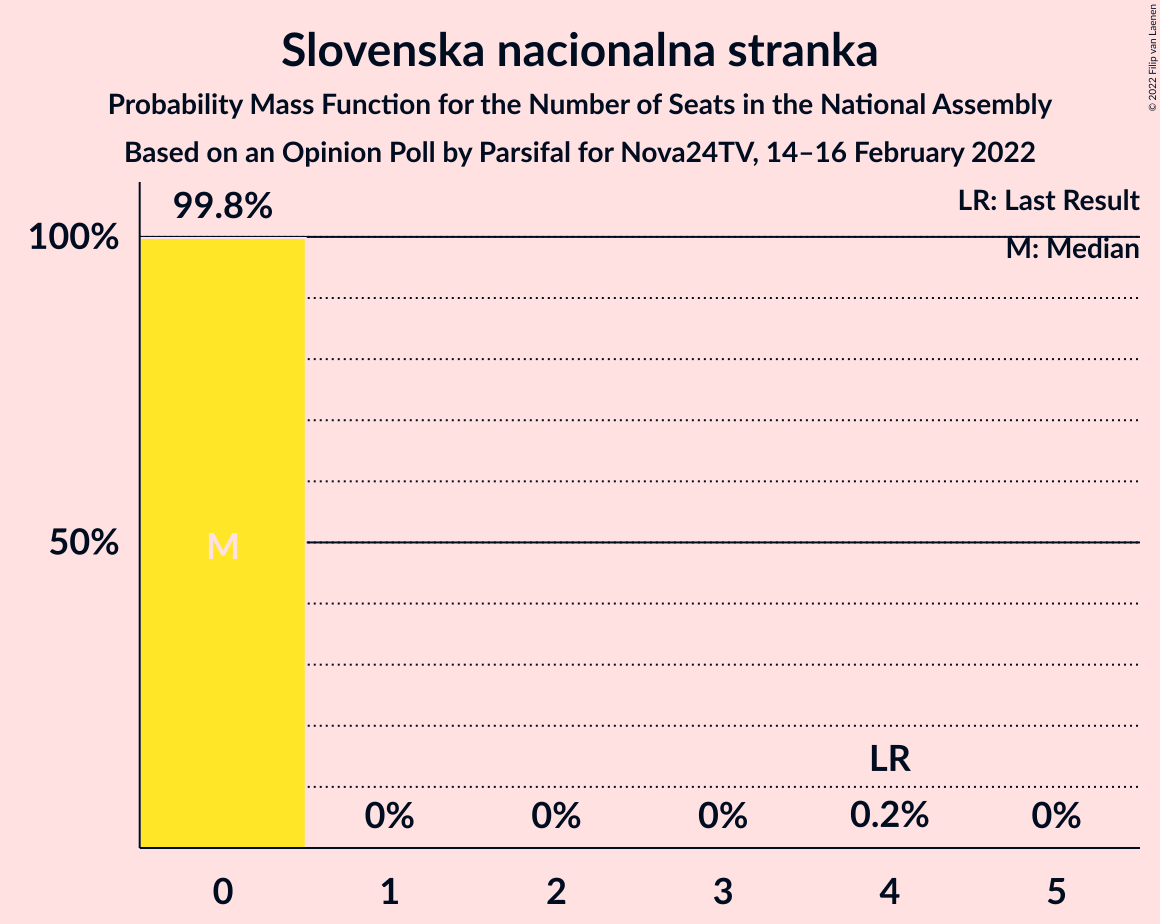 Slovenska nacionalna stranka
Probability Mass Function for the Number of Seats in the National Assembly
Based on an Opinion Poll by Parsifal for Nova24TV, 14–16 February 2022
© 2022 Filip van Laenen
99.8%
LR: Last Result
100%
M: Median
50%
M
LR
0% 0% 0% 0.2% 0%
0 1 2 3 4 5